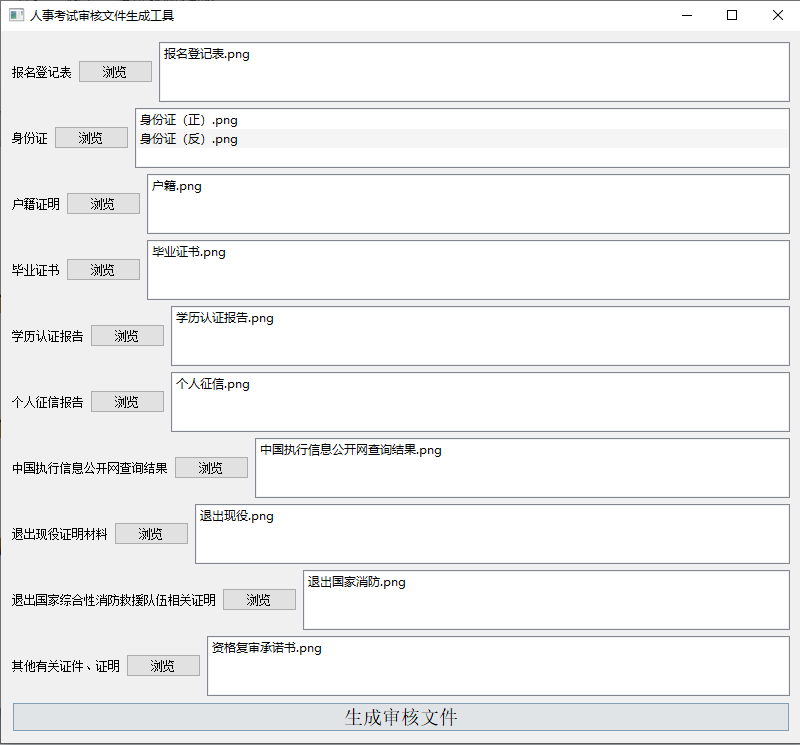 人事考试审核文件生成工具
报名登记表 浏览 报名登记表.png
身份证 浏览 身份证（正）.png
身份证（反）.png
户籍证明 浏览 户籍.png
毕业证书 浏览 毕业证书.png
学历认证报告 浏览 学历认证报告.png
个人征信报告 浏览 个人征信.png
中国执行信息公开网查询结果 浏览 中国执行信息公开网查询结果.png
退出现役证明材料 浏览 退出现役.png
退出国家综合性消防救援队伍相关证明 浏览 退出国家消防.png
其他有关证件、证明 浏览 资格复审承诺书.png
生成审核文件